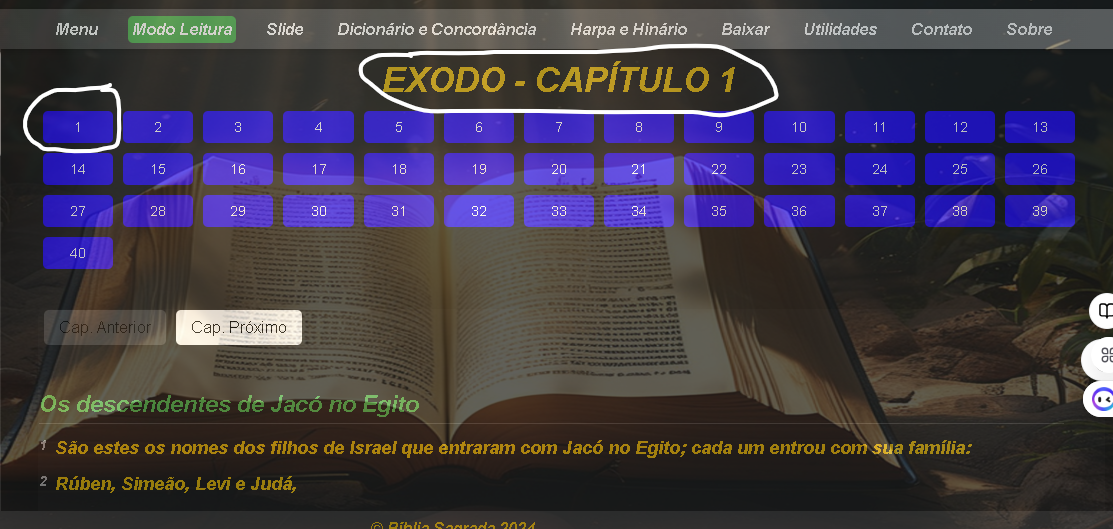 Menu Modo Leitura Slide Dicionário e Concordância Harpa e Hinário Baixar Utilidades Contato Sobre
EXODO - CAPÍTULO 1
1 2 3 4 5 6 7 8 9 10 11 12 13
14 15 16 17 18 19 20 21 22 23 24 25 26
27 28 29 30 31 32 33 34 35 36 37 38 39
40
Cap. Anterior Cap. Próximo
Os descendentes de Jacó no Egito
1 São estes os nomes dos filhos de Israel que entraram com Jacó no Egito; cada um entrou com sua família:
2 Rúben, Simeão, Levi e Judá,
© Bíblia Sagrada 2024